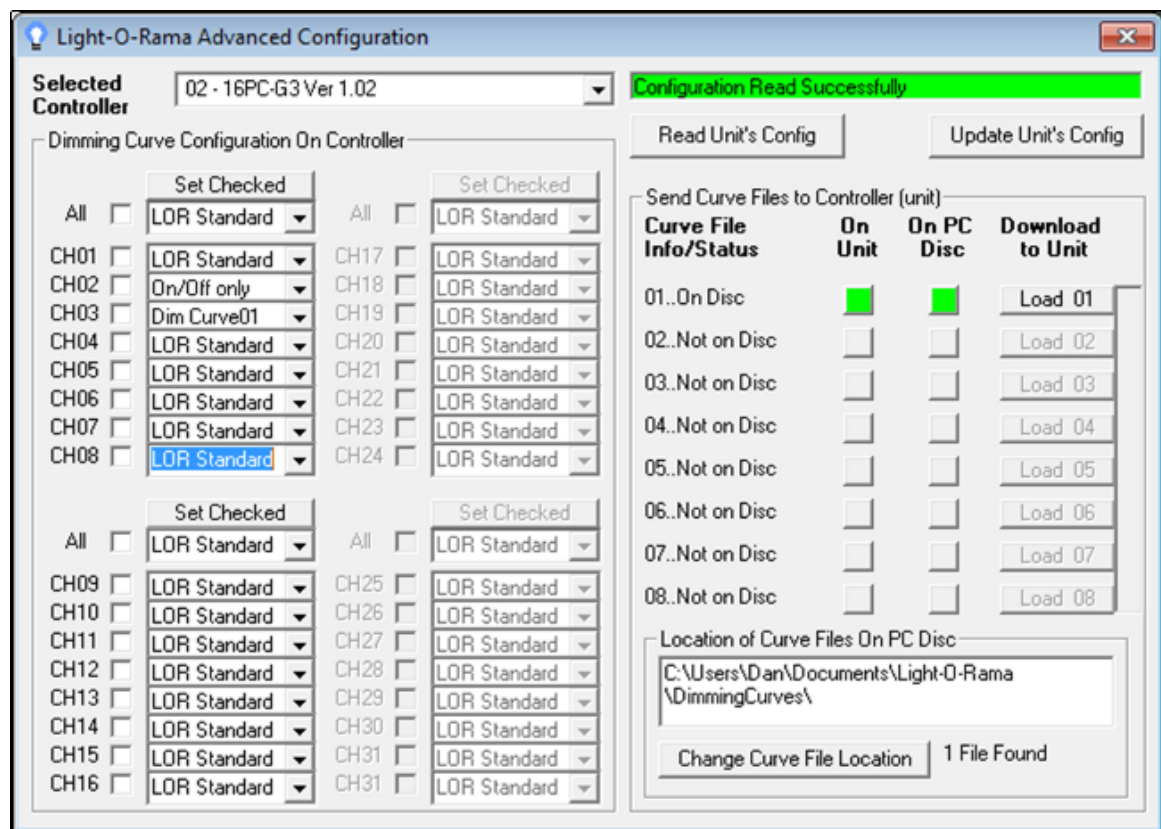 Light-O-Rama Advanced Configuration
Selected Controller
02 - 16PC-G3 Ver 1.02
Configuration Read Successfully
Read Unit's Config
Update Unit's Config
Dimming Curve Configuration On Controller
Set Checked
Set Checked
All LOR Standard All LOR Standard
CH01 LOR Standard CH17 LOR Standard
CH02 On/Off only CH18 LOR Standard
CH03 Dim Curve01 CH19 LOR Standard
CH04 LOR Standard CH20 LOR Standard
CH05 LOR Standard CH21 LOR Standard
CH06 LOR Standard CH22 LOR Standard
CH07 LOR Standard CH23 LOR Standard
CH08 LOR Standard CH24 LOR Standard
Set Checked
Set Checked
All LOR Standard All LOR Standard
CH09 LOR Standard CH25 LOR Standard
CH10 LOR Standard CH26 LOR Standard
CH11 LOR Standard CH27 LOR Standard
CH12 LOR Standard CH28 LOR Standard
CH13 LOR Standard CH29 LOR Standard
CH14 LOR Standard CH30 LOR Standard
CH15 LOR Standard CH31 LOR Standard
CH16 LOR Standard CH31 LOR Standard
Send Curve Files to Controller (unit)
Curve File On On PC Download
Info/Status Unit Disc to Unit
01..On Disc Load 01
02..Not on Disc Load 02
03..Not on Disc Load 03
04..Not on Disc Load 04
05..Not on Disc Load 05
06..Not on Disc Load 06
07..Not on Disc Load 07
08..Not on Disc Load 08
Location of Curve Files On PC Disc
C:\Users\Dan\Documents\Light-O-Rama
\DimmingCurves\
Change Curve File Location
1 File Found